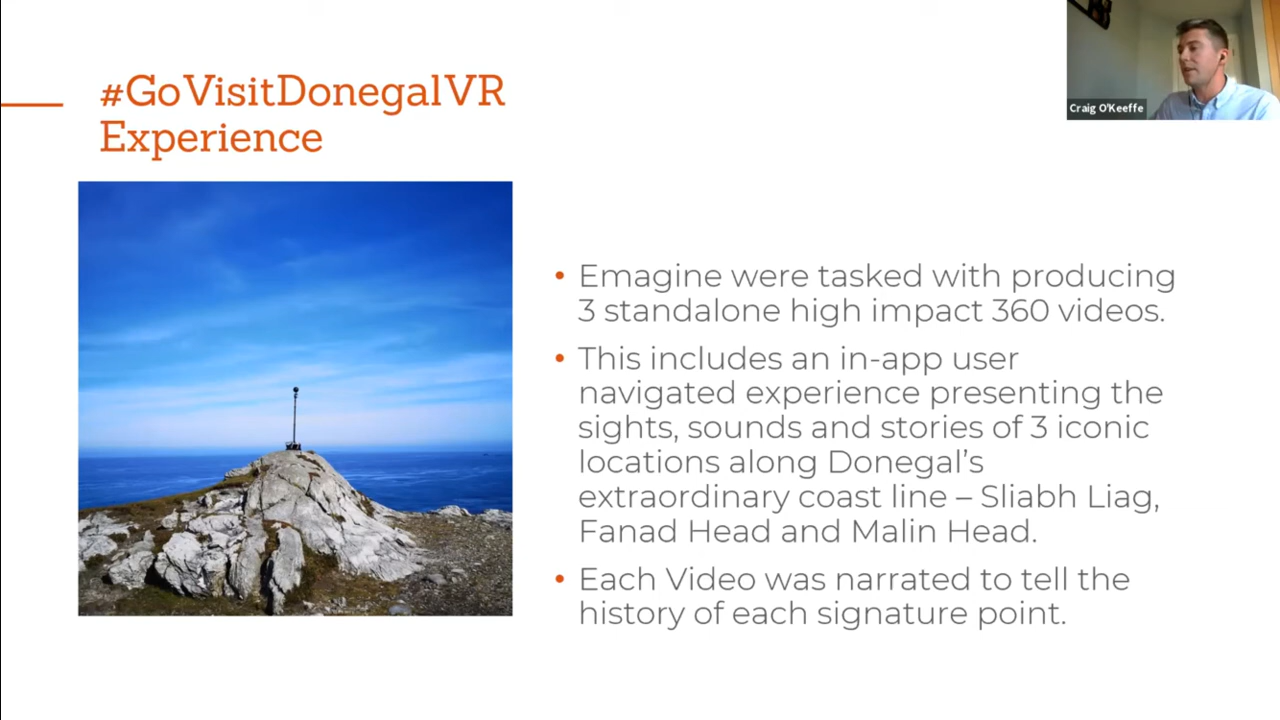 #GoVisitDonegalVR
Experience
Craig O'Keeffe
• Emagine were tasked with producing
3 standalone high impact 360 videos.
• This includes an in-app user
navigated experience presenting the
sights, sounds and stories of 3 iconic
locations along Donegal’s
extraordinary coast line – Sliabh Liag,
Fanad Head and Malin Head.
• Each Video was narrated to tell the
history of each signature point.